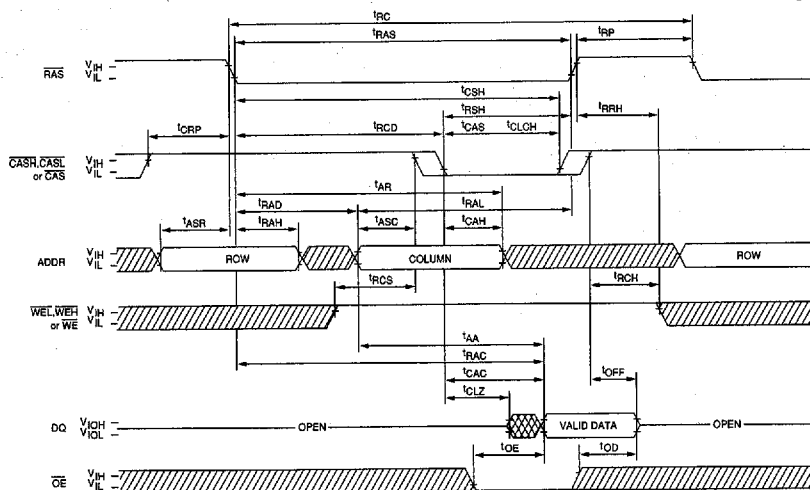 tRC
tRAS
tRP
RAS VIH
VIL
tCSH
tRSH
tRRH
tCRP
tRCD
tCAS
tCLCH
CASH,CASL
or CAS
VIH
VIL
tAR
tRAD
tRAL
tASR
tRAH
tASC
tCAH
ADDR VIH
VIL
ROW
COLUMN
ROW
tRCS
tRCH
WEL,WEH
or WE
VIH
VIL
tAA
tRAC
tCAC
tOFF
tCLZ
DQ VIOH
VIOL
OPEN
VALID DATA
OPEN
tOE
tOD
OE VIH
VIL